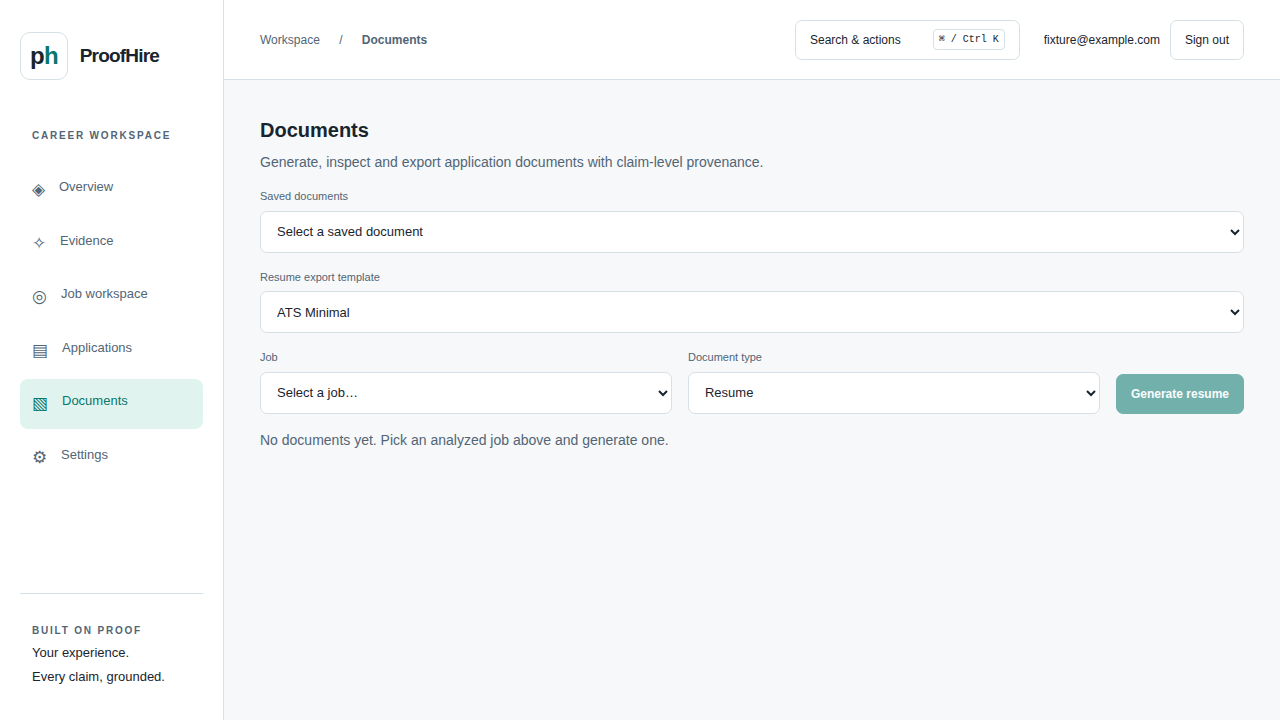 ph ProofHire
CAREER WORKSPACE
Overview
Evidence
Job workspace
Applications
Documents
Settings
BUILT ON PROOF
Your experience.
Every claim, grounded.
Workspace / Documents
Search & actions ⌘ / Ctrl K
fixture@example.com
Sign out
Documents
Generate, inspect and export application documents with claim-level provenance.
Saved documents
Select a saved document
Resume export template
ATS Minimal
Job
Select a job…
Document type
Resume
Generate resume
No documents yet. Pick an analyzed job above and generate one.